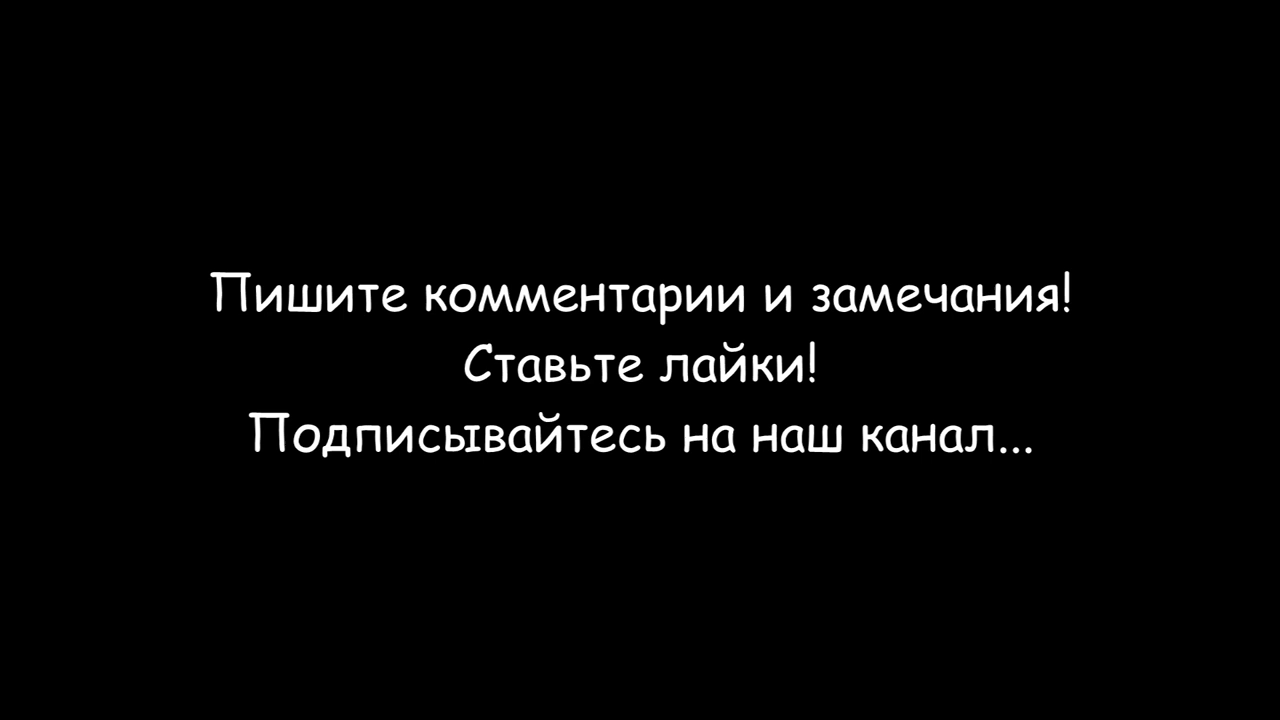 Пишите комментарии и замечания!
Ставьте лайки!
Подписывайтесь на наш канал...